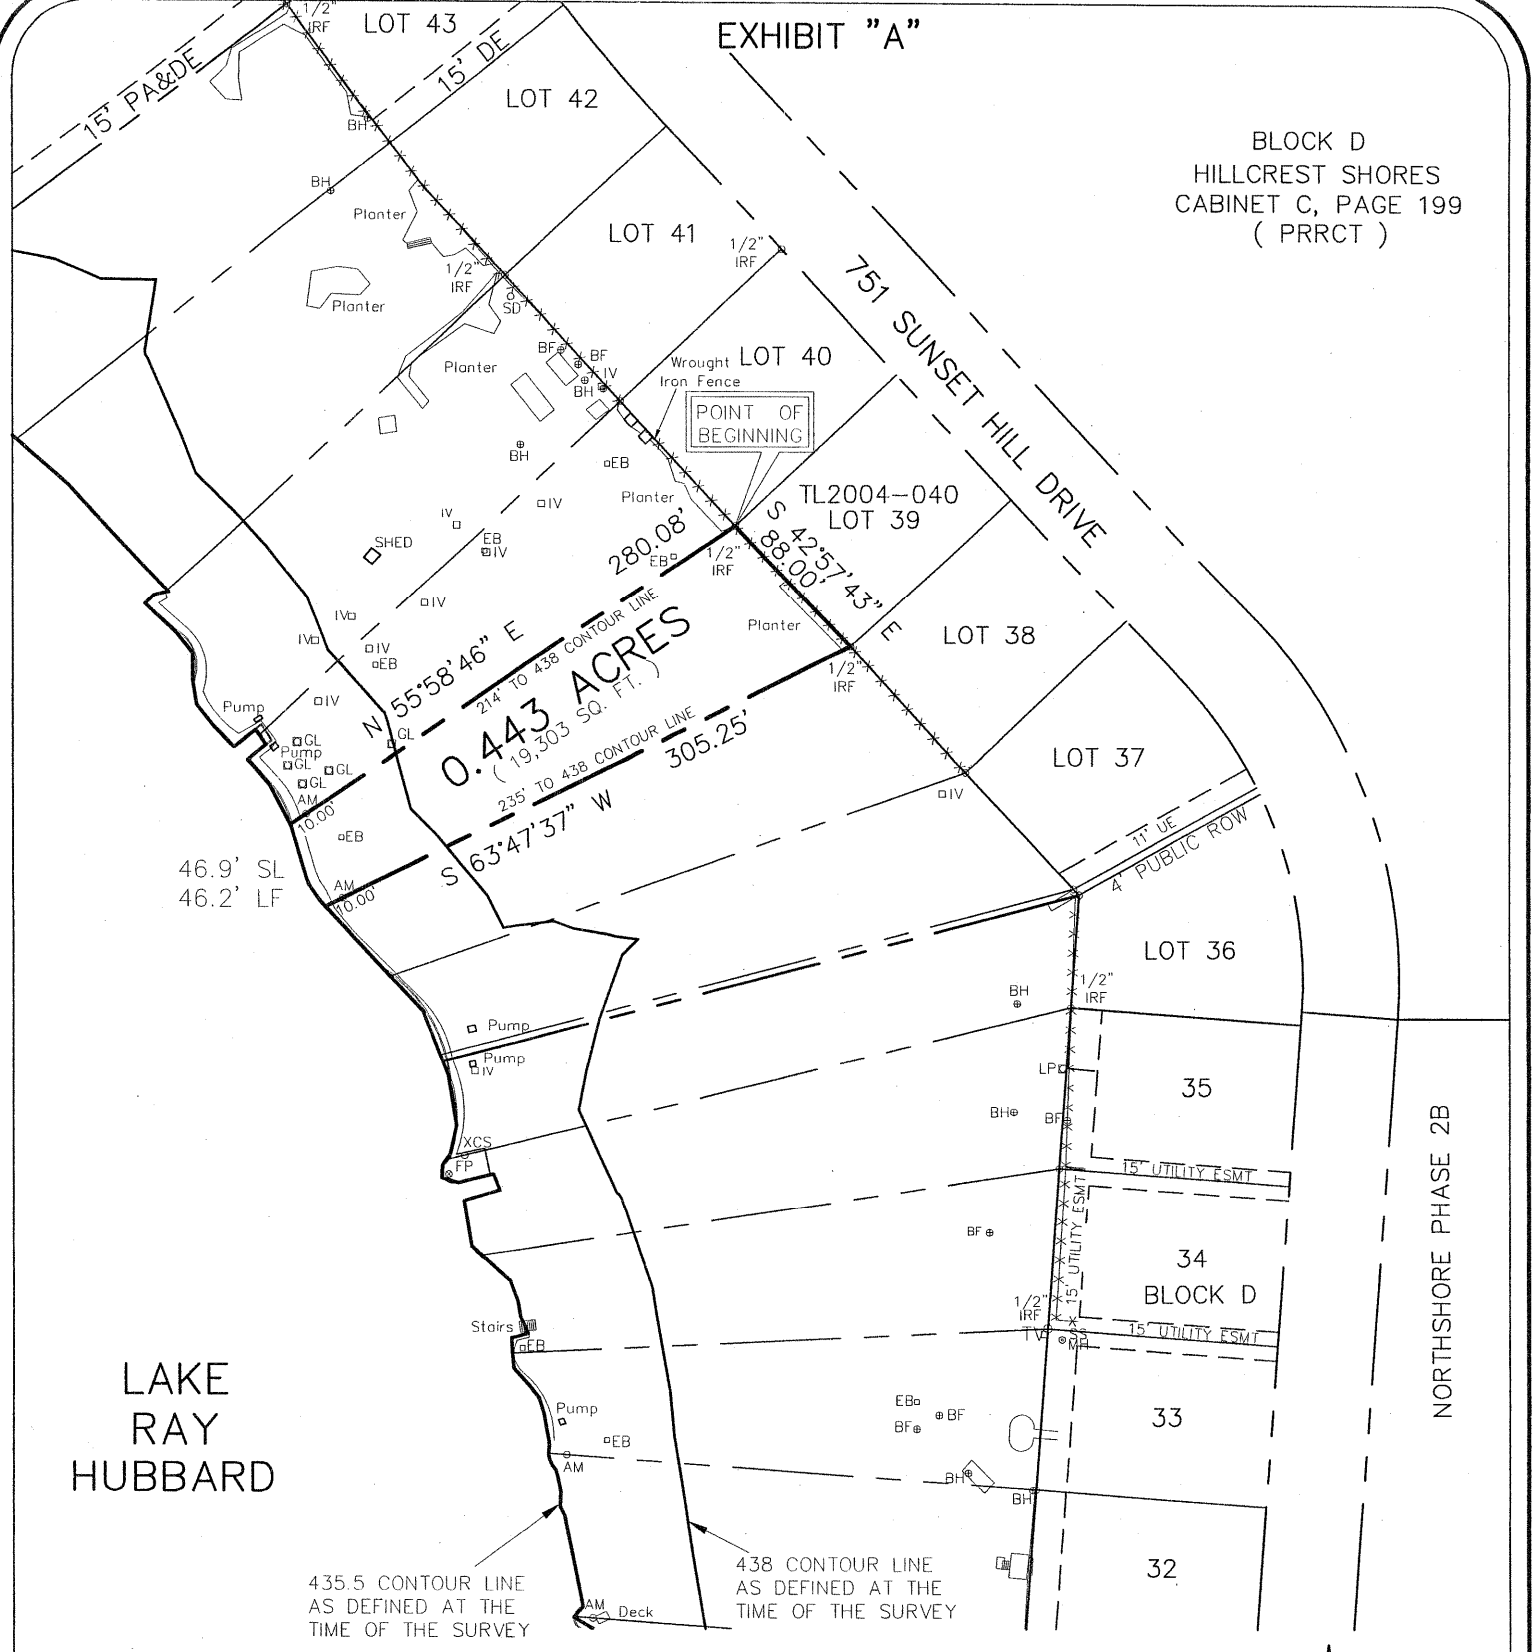 EXHIBIT "A"
LOT 43
1/2"
IRF
15' PA&DE
15' DE
LOT 42
BH
BLOCK D
HILLCREST SHORES
CABINET C, PAGE 199
( PRRCT )
BH
Planter
LOT 41
1/2"
IRF
1/2"
IRF
Planter
SD
751 SUNSET HILL DRIVE
BF
BF
IV
BH
Planter
Wrought
Iron Fence
LOT 40
POINT OF
BEGINNING
BH
EB
Planter
IV
TL2004-040
LOT 39
IV
EB
IV
SHED
280.08'
EB
1/2"
IRF
S 42°57'43" E
88.00'
IV
IV
IV
IV
EB
Planter
LOT 38
N 55°58'46" E
214' TO 438 CONTOUR LINE
0.443 ACRES
( 19,303 SQ. FT. )
1/2"
IRF
IV
Pump
GL
GL
Pump
GL
GL
GL
AM
10.00'
235' TO 438 CONTOUR LINE
305.25'
S 63°47'37" W
LOT 37
IV
EB
11' UE
4' PUBLIC ROW
46.9' SL
46.2' LF
AM
10.00'
LOT 36
BH
1/2"
IRF
Pump
Pump
IV
LP
35
BH
BF
XCS
FP
15' UTILITY ESMT
15' UTILITY ESMT
BF
34
BLOCK D
NORTHSHORE PHASE 2B
1/2"
IRF
Stairs
EB
TV
SS
MH
15' UTILITY ESMT
LAKE
RAY
HUBBARD
Pump
EB
EB
BF
BF
33
AM
BH
BH
435.5 CONTOUR LINE
AS DEFINED AT THE
TIME OF THE SURVEY
438 CONTOUR LINE
AS DEFINED AT THE
TIME OF THE SURVEY
32
AM
Deck